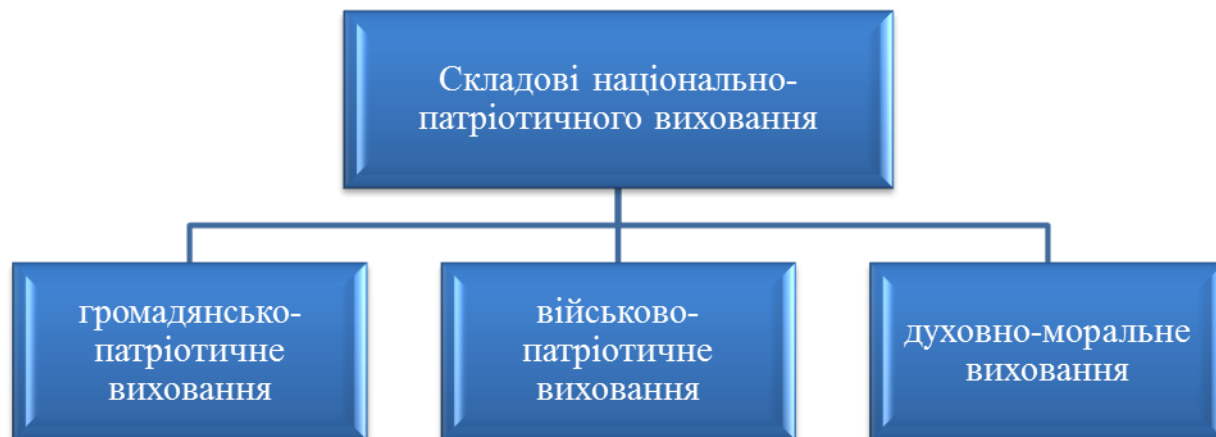 Складові національно-
патріотичного виховання
громадянсько-
патріотичне
виховання
військово-
патріотичне
виховання
духовно-моральне
виховання